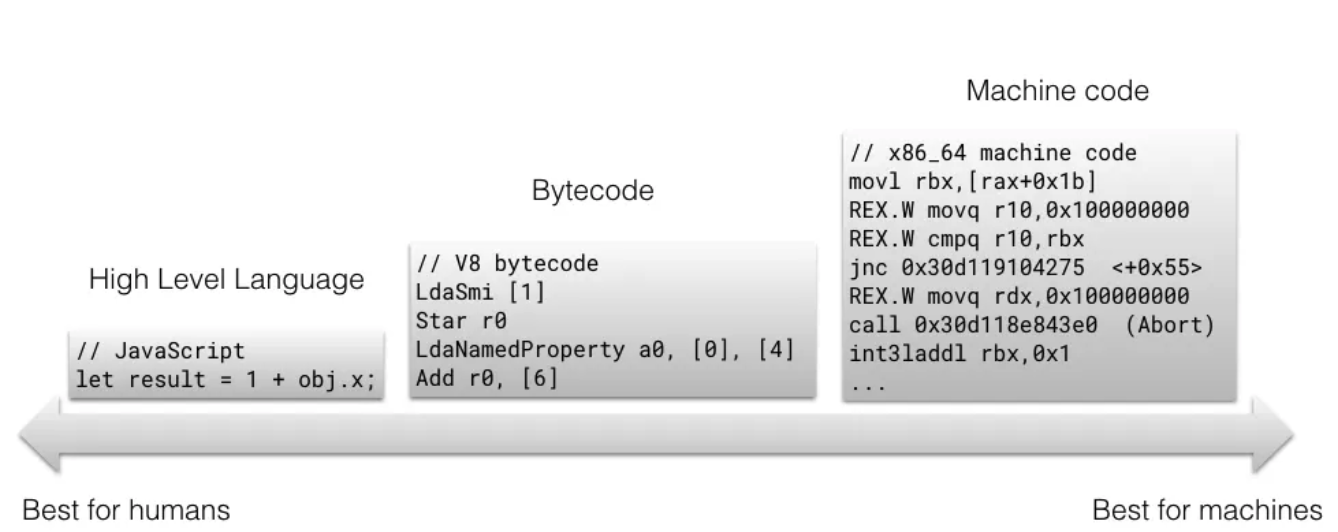 High Level Language
// JavaScript
let result = 1 + obj.x;
Bytecode
// V8 bytecode
LdaSmi [1]
Star r0
LdaNamedProperty a0, [0], [4]
Add r0, [6]
Machine code
// x86_64 machine code
movl rbx,[rax+0x1b]
REX.W movq r10,0x100000000
REX.W cmpq r10,rbx
jnc 0x30d119104275 <+0x55>
REX.W movq rdx,0x100000000
call 0x30d118e843e0 (Abort)
int3laddl rbx,0x1
...
Best for humans
Best for machines